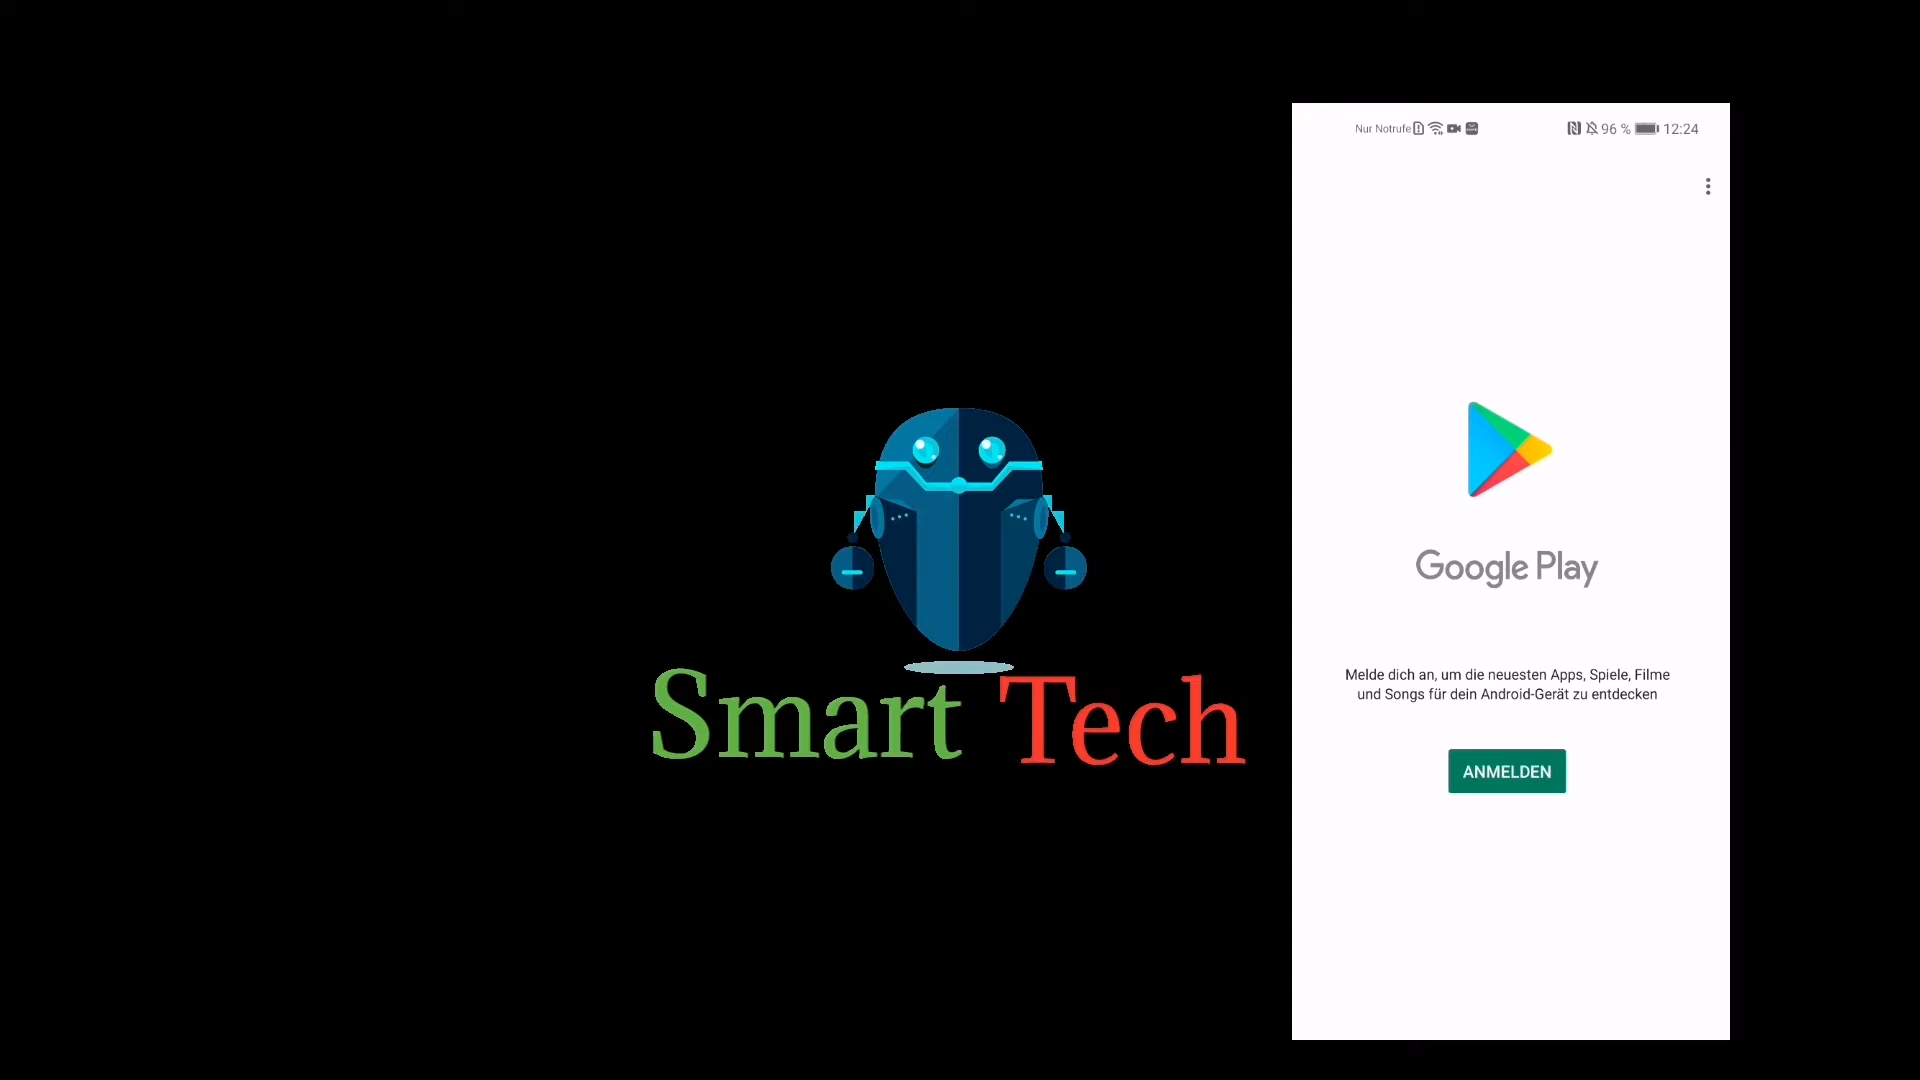 Nur Notrufe 96 % 12:24
Google Play
Melde dich an, um die neuesten Apps, Spiele, Filme
und Songs für dein Android-Gerät zu entdecken
ANMELDEN
Smart Tech